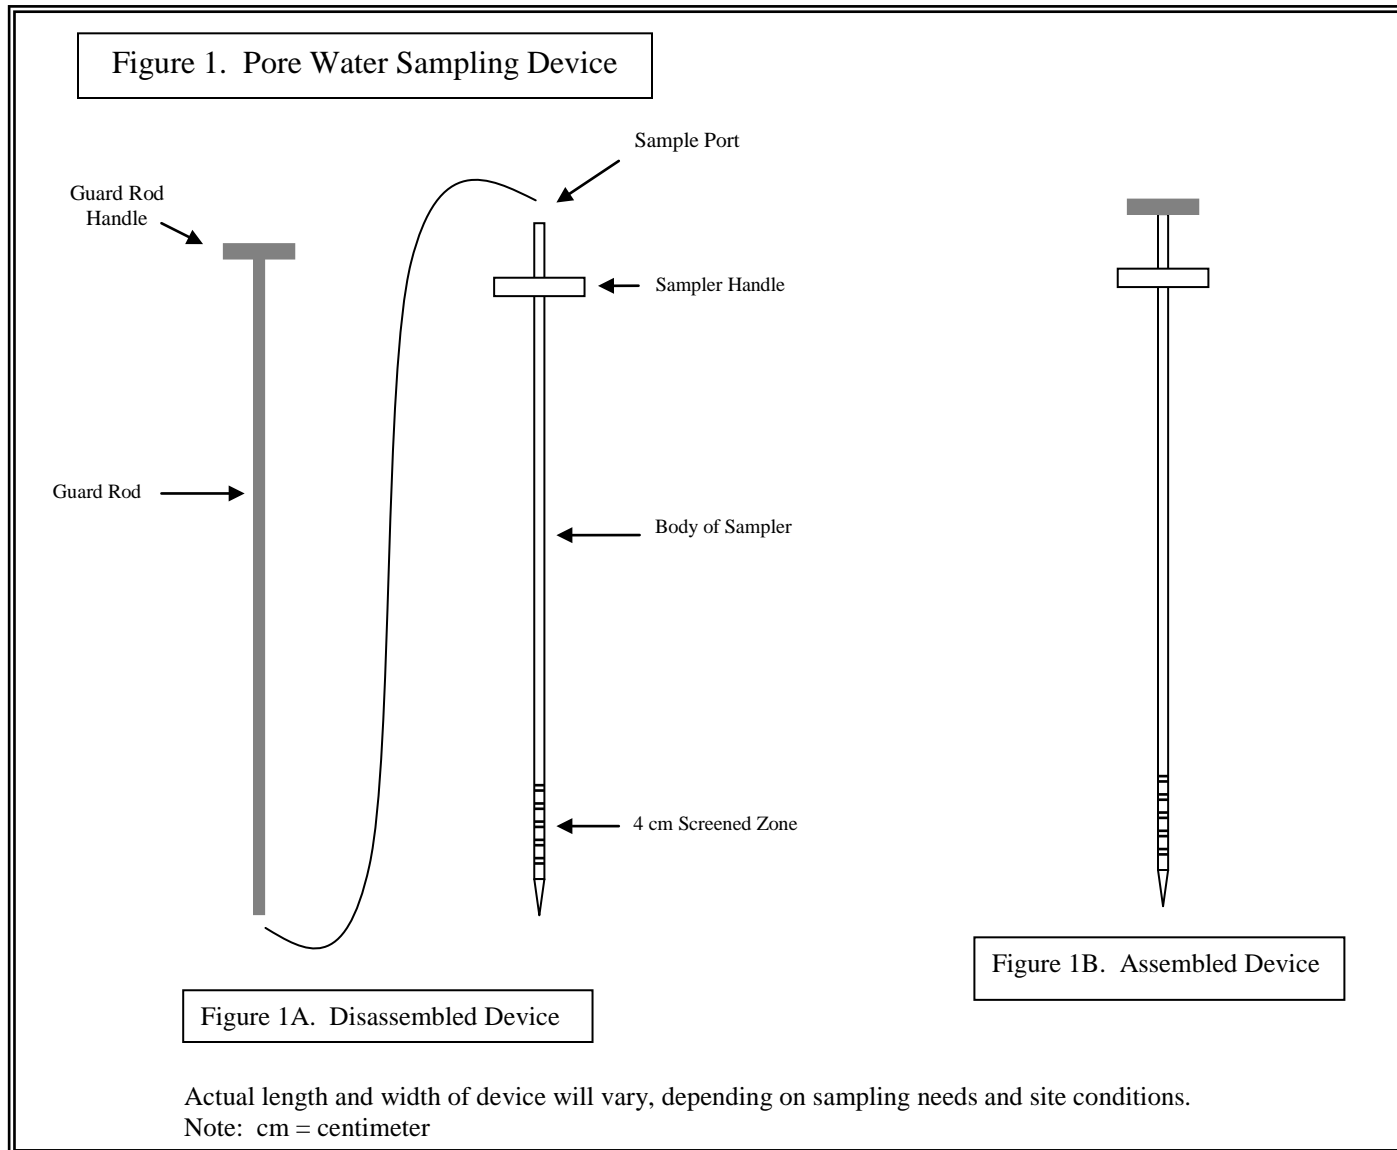 Figure 1.  Pore Water Sampling Device
Sample Port
Guard Rod
Handle
Sampler Handle
Guard Rod
Body of Sampler
4 cm Screened Zone
Figure 1B.  Assembled Device
Figure 1A.  Disassembled Device
Actual length and width of device will vary, depending on sampling needs and site conditions.
Note:  cm = centimeter